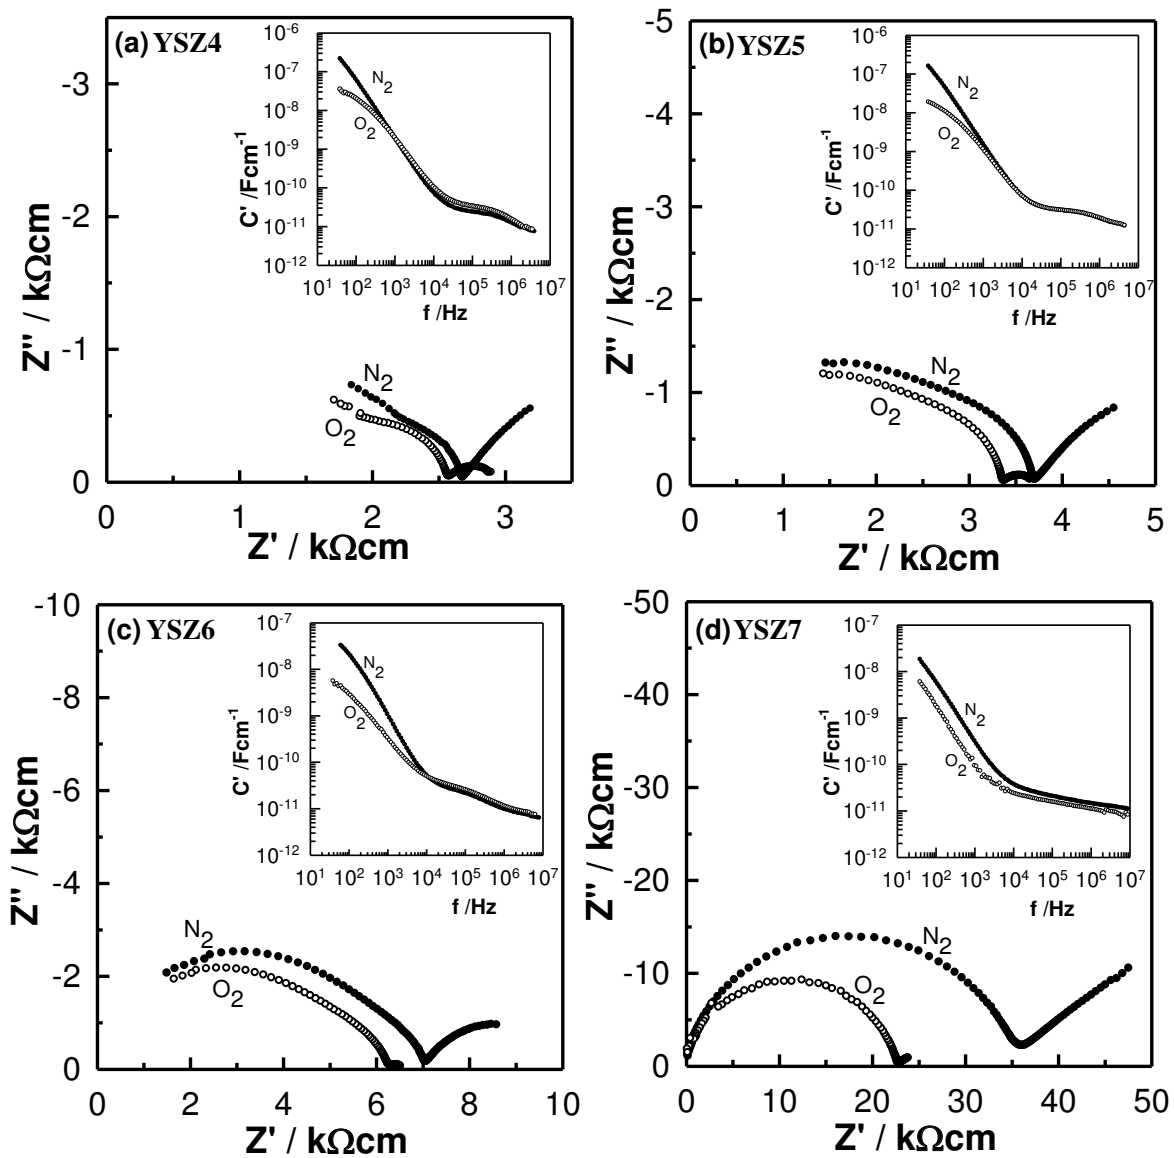 (a) YSZ4
Z'' / kΩcm
-3
-2
-1
0
0 1 2 3
Z' / kΩcm
N2
O2
C' /Fcm-1
10-6
10-7
10-8
10-9
10-10
10-11
10-12
101 102 103 104 105 106 107
f /Hz
N2
O2
(b) YSZ5
Z'' / kΩcm
-5
-4
-3
-2
-1
0
0 1 2 3 4 5
Z' / kΩcm
N2
O2
C' /Fcm-1
10-6
10-7
10-8
10-9
10-10
10-11
10-12
101 102 103 104 105 106 107
f /Hz
N2
O2
(c) YSZ6
Z'' / kΩcm
-10
-8
-6
-4
-2
0
0 2 4 6 8 10
Z' / kΩcm
N2
O2
C' /Fcm-1
10-7
10-8
10-9
10-10
10-11
10-12
101 102 103 104 105 106 107
f /Hz
N2
O2
(d) YSZ7
Z'' / kΩcm
-50
-40
-30
-20
-10
0
0 10 20 30 40 50
Z' / kΩcm
N2
O2
C' /Fcm-1
10-7
10-8
10-9
10-10
10-11
10-12
101 102 103 104 105 106 107
f /Hz
N2
O2